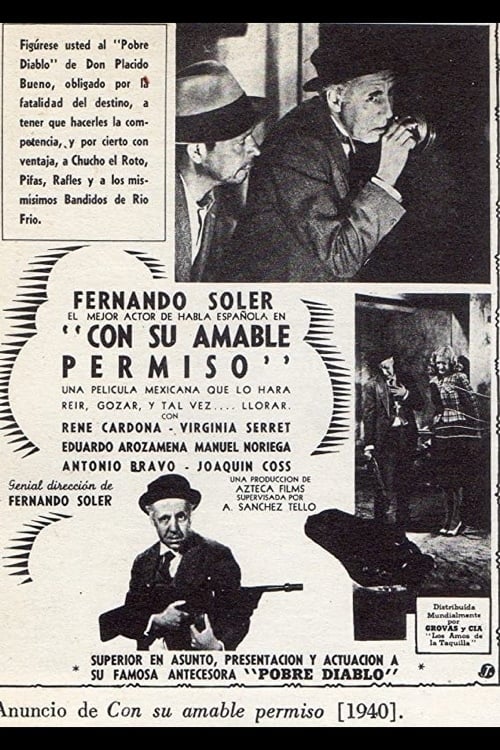 Figúrese usted al "Pobre
Diablo" de Don Placido
Bueno, obligado por la
fatalidad del destino, a
tener que hacerles la com-
petencia, y por cierto con
ventaja, a Chucho el Roto,
Pifas, Rafles y a los mis-
mísimos Bandidos de Rio
Frio.
FERNANDO SOLER
EL MEJOR ACTOR DE HABLA ESPAÑOLA EN
"CON SU AMABLE
PERMISO"
UNA PELICULA MEXICANA QUE LO HARA
REIR, GOZAR, Y TAL VEZ.... LLORAR.
CON
RENE CARDONA - VIRGINIA SERRET
EDUARDO AROZAMENA MANUEL NORIEGA
ANTONIO BRAVO - JOAQUIN COSS
Genial dirección de
FERNANDO SOLER
UNA PRODUCCION DE
AZTECA FILMS
SUPERVISADA POR
A. SANCHEZ TELLO
Distribuída
Mundialmente
por
GROVAS y CIA
"Los Amos de
la Taquilla"
* SUPERIOR EN ASUNTO, PRESENTACION Y ACTUACION A *
SU FAMOSA ANTECESORA "POBRE DIABLO"
Anuncio de Con su amable permiso [1940].